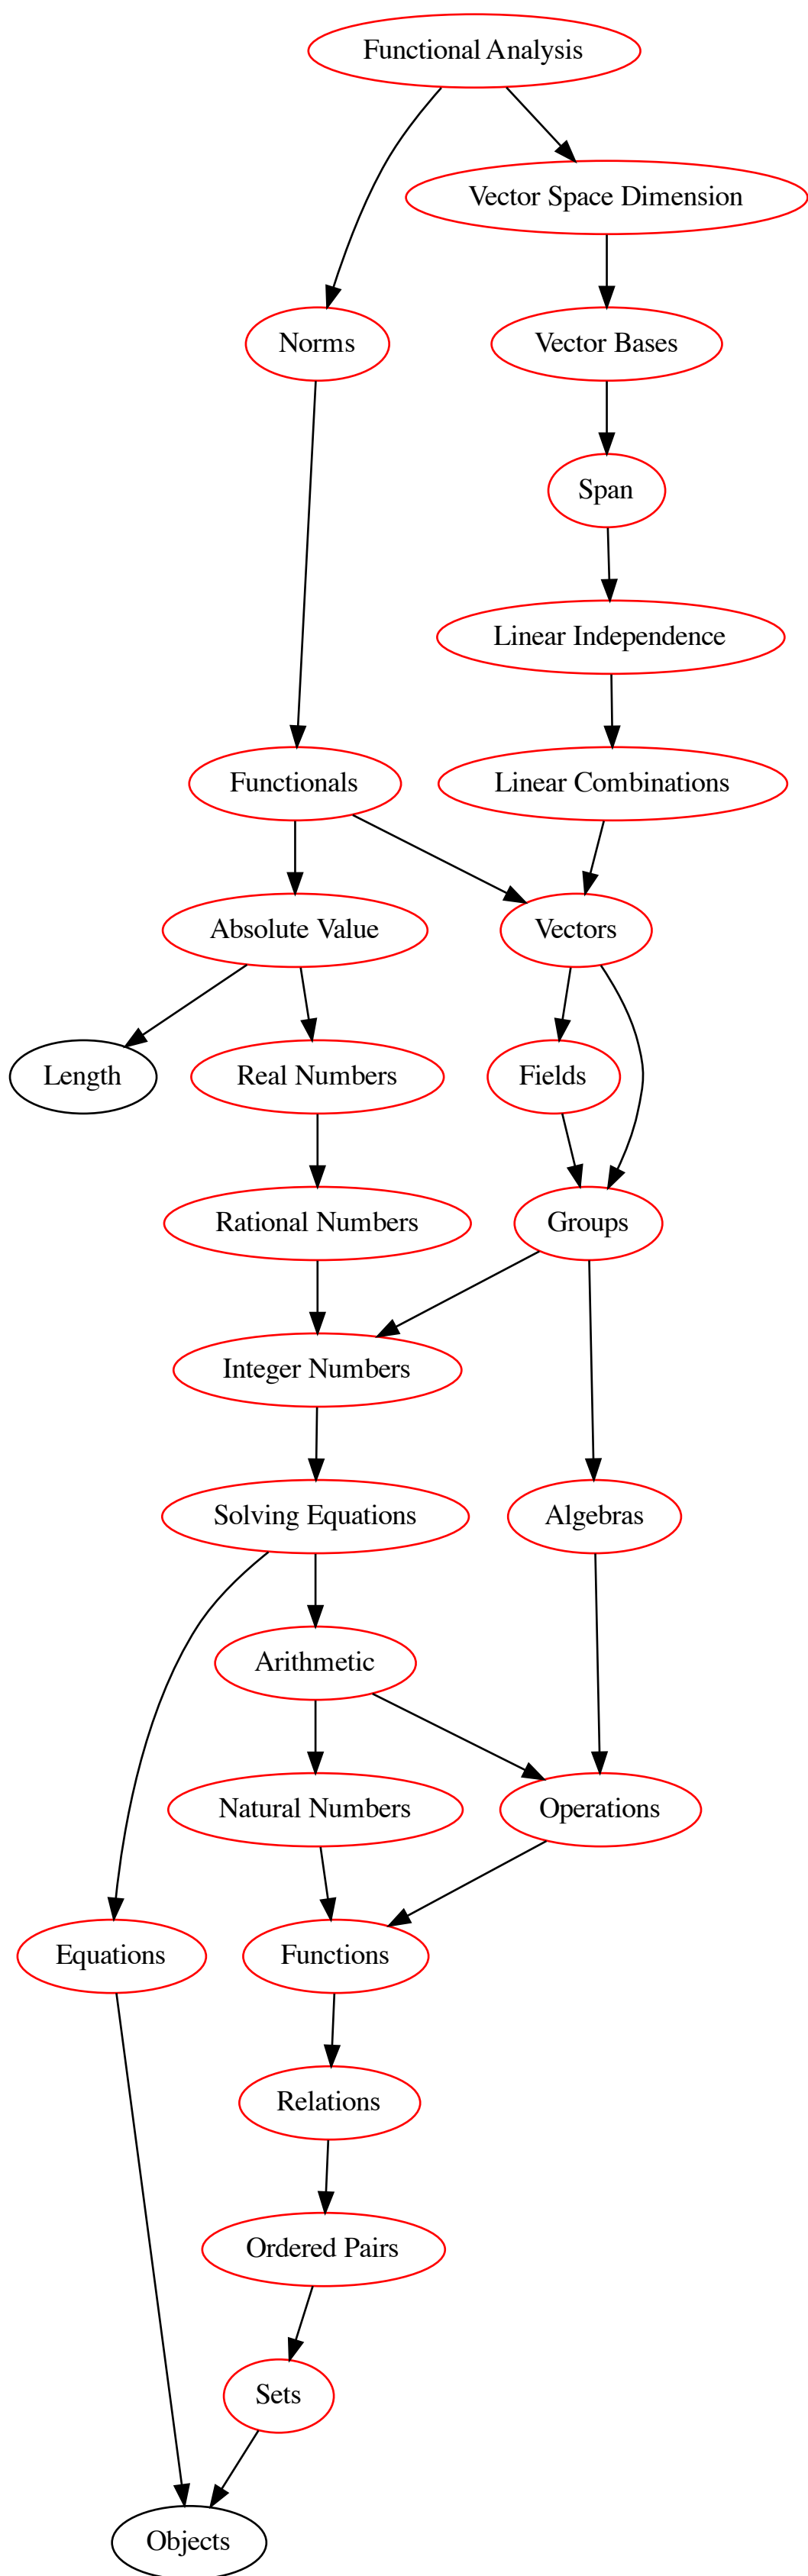 Functional Analysis
Vector Space Dimension
Norms
Vector Bases
Span
Linear Independence
Functionals
Linear Combinations
Absolute Value
Vectors
Length
Real Numbers
Fields
Rational Numbers
Groups
Integer Numbers
Solving Equations
Algebras
Arithmetic
Natural Numbers
Operations
Equations
Functions
Relations
Ordered Pairs
Sets
Objects